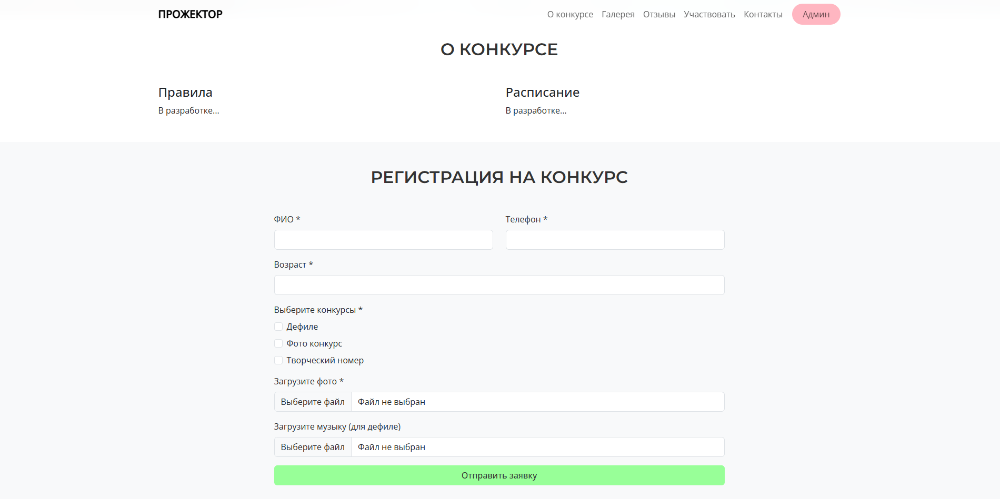 ПРОЖЕКТОР
О конкурсе Галерея Отзывы Участвовать Контакты Админ
О КОНКУРСЕ
Правила
В разработке...
Расписание
В разработке...
РЕГИСТРАЦИЯ НА КОНКУРС
ФИО *
Телефон *
Возраст *
Выберите конкурсы *
Дефиле
Фото конкурс
Творческий номер
Загрузите фото *
Выберите файл Файл не выбран
Загрузите музыку (для дефиле)
Выберите файл Файл не выбран
Отправить заявку